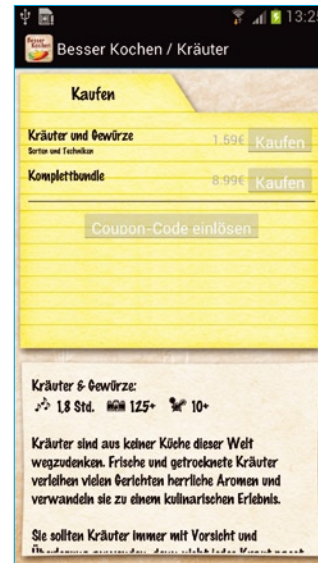 13:25
Besser Kochen / Kräuter
Kaufen
Kräuter und Gewürze 1.59€ Kaufen
Sorten und Techniken
Komplettbundle 8.99€ Kaufen
Coupon-Code einlösen
Kräuter & Gewürze:
1,8 Std. 125+ 10+
Kräuter sind aus keiner Küche dieser Welt
wegzudenken. Frische und getrocknete Kräuter
verleihen vielen Gerichten herrliche Aromen und
verwandeln sie zu einem kulinarischen Erlebnis.
Sie sollten Kräuter immer mit Vorsicht und